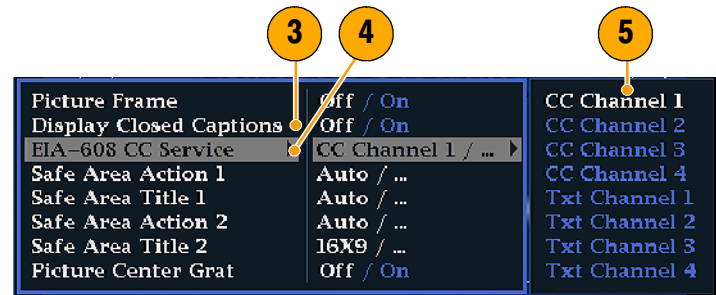 3 4 5
Picture Frame Off / On CC Channel 1
Display Closed Captions Off / On CC Channel 2
EIA-608 CC Service CC Channel 1 / ... CC Channel 3
Safe Area Action 1 Auto / ... CC Channel 4
Safe Area Title 1 Auto / ... Txt Channel 1
Safe Area Action 2 Auto / ... Txt Channel 2
Safe Area Title 2 16X9 / ... Txt Channel 3
Picture Center Grat Off / On Txt Channel 4